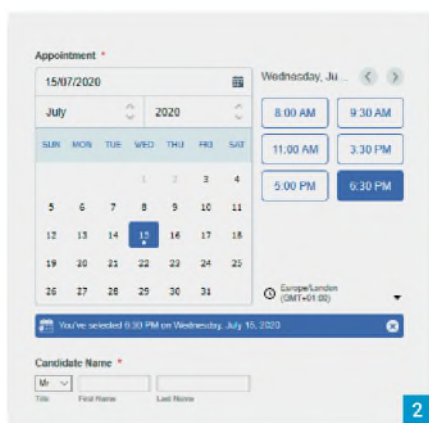 Appointment *
15/07/2020
July 2020
SUN MON TUE WED THU FRI SAT
1 2 3 4
5 6 7 8 9 10 11
12 13 14 15 16 17 18
19 20 21 22 23 24 25
26 27 28 29 30 31
Wednesday, Ju...
8:00 AM 9:30 AM
11:00 AM 3:30 PM
5:00 PM 6:30 PM
Europe/London
(GMT+01:00)
You've selected 6:30 PM on Wednesday, July 15, 2020
Candidate Name *
Mr
Title First Name Last Name
2